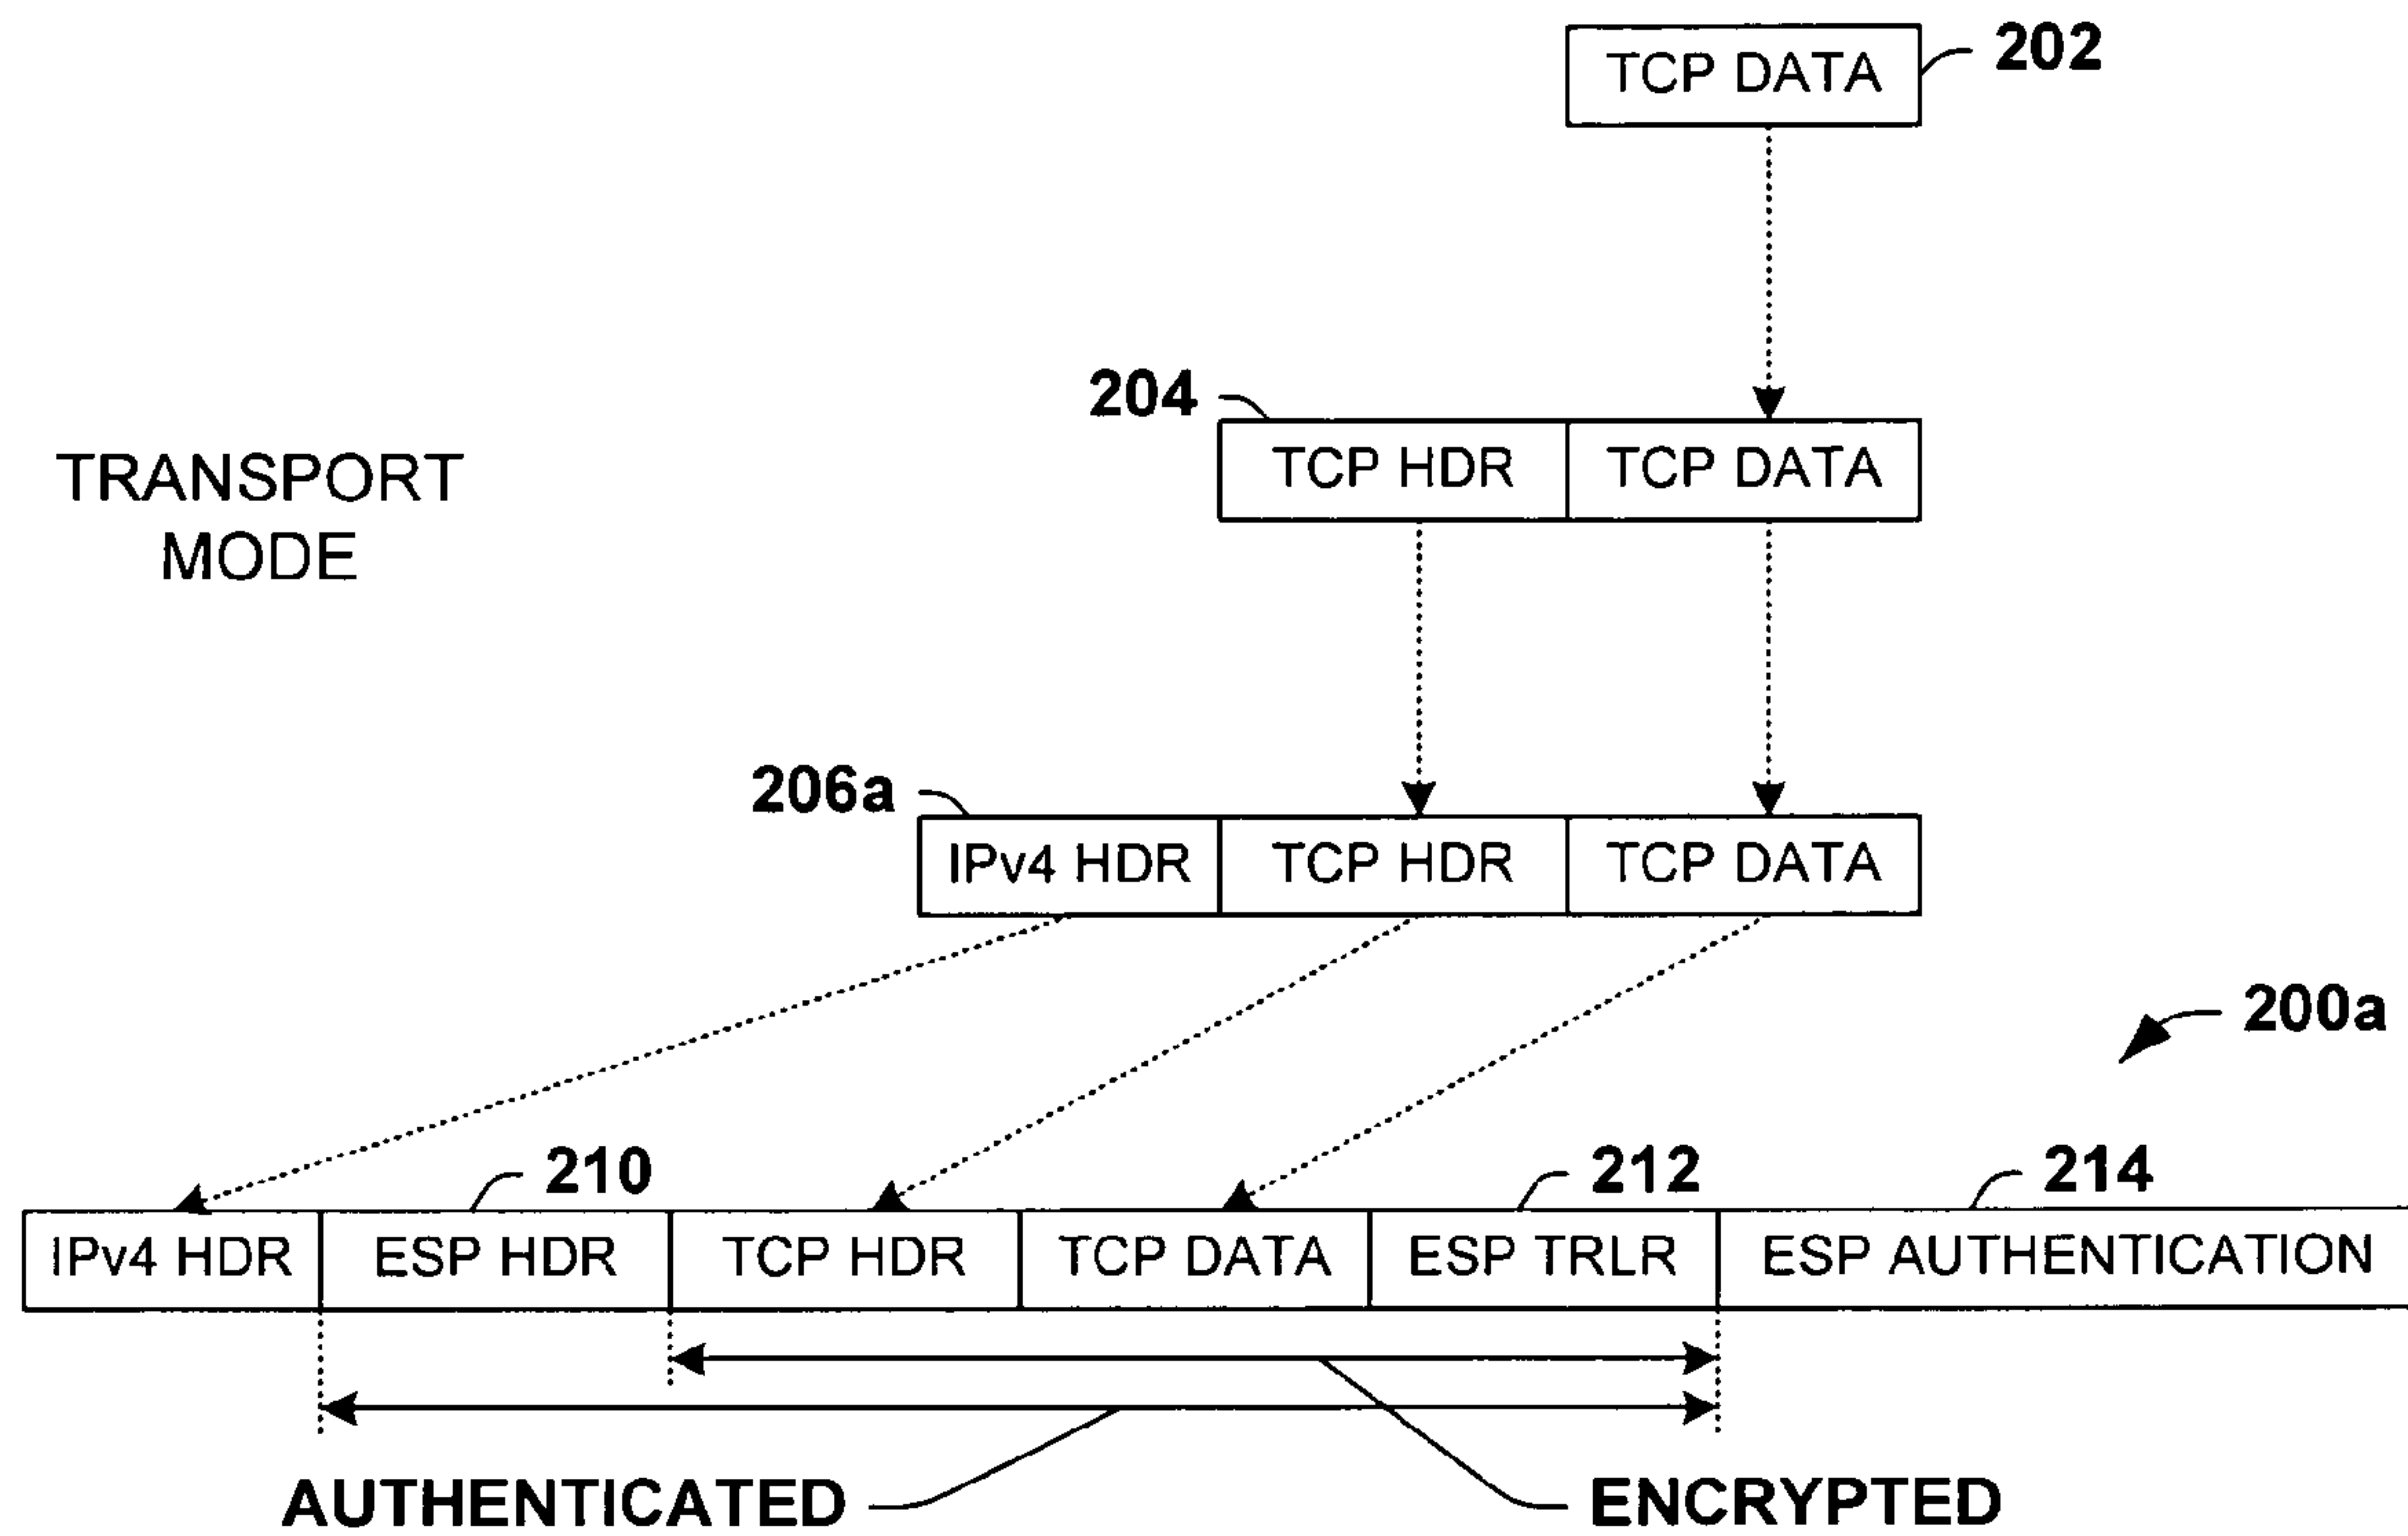 TCP DATA 202
204
TCP HDR TCP DATA
TRANSPORT
MODE
206a
IPv4 HDR TCP HDR TCP DATA
200a
210 212 214
IPv4 HDR ESP HDR TCP HDR TCP DATA ESP TRLR ESP AUTHENTICATION
AUTHENTICATED ENCRYPTED